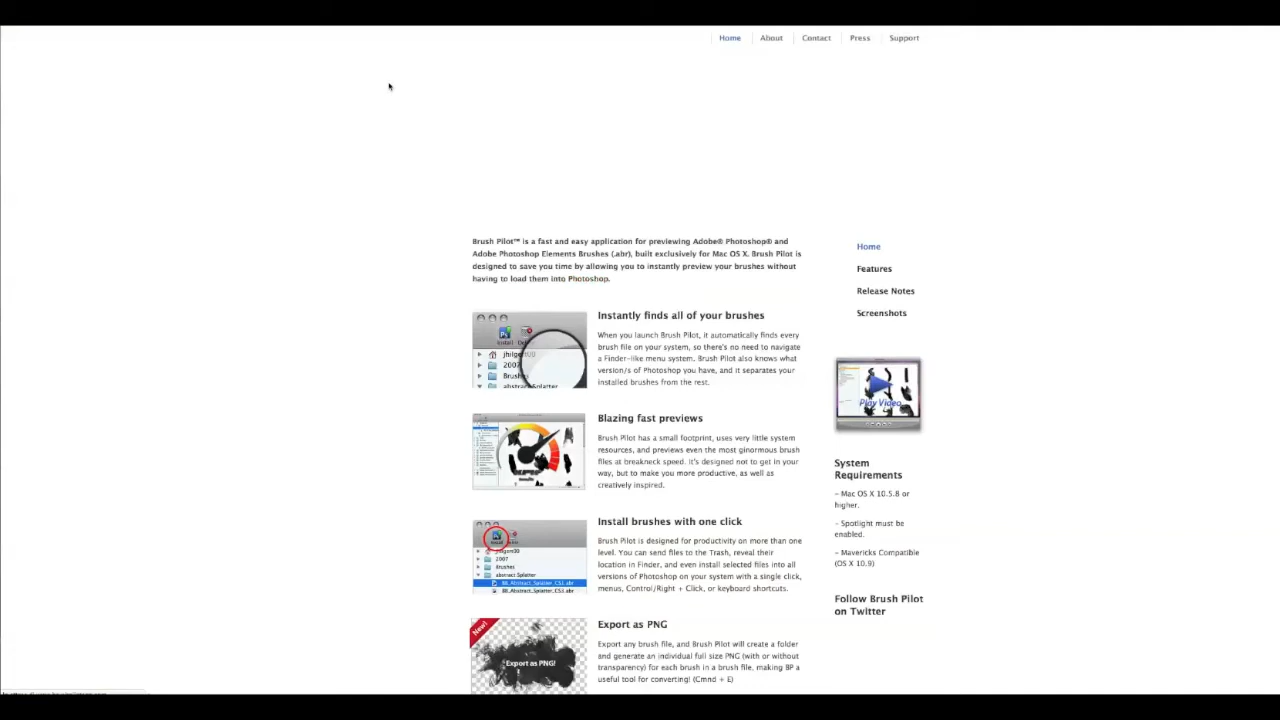 Home
About
Contact
Press
Support
Brush Pilot™ is a fast and easy application for previewing Adobe® Photoshop® and
Adobe Photoshop Elements Brushes (.abr), built exclusively for Mac OS X. Brush Pilot is
designed to save you time by allowing you to instantly preview your brushes without
having to load them into Photoshop.
Instantly finds all of your brushes
When you launch Brush Pilot, it automatically finds every
brush file on your system, so there's no need to navigate
a Finder-like menu system. Brush Pilot also knows what
version/s of Photoshop you have, and it separates your
installed brushes from the rest.
Install
jhilgert00
2007
Brushes
abstract Splatter
Blazing fast previews
Brush Pilot has a small footprint, uses very little system
resources, and previews even the most ginormous brush
files at breakneck speed. It's designed not to get in your
way, but to make you more productive, as well as
creatively inspired.
Install brushes with one click
Brush Pilot is designed for productivity on more than one
level. You can send files to the Trash, reveal their
location in Finder, and even install selected files into all
versions of Photoshop on your system with a single click,
menus, Control/Right + Click, or keyboard shortcuts.
2007
Brushes
abstract Splatter
Export as PNG
Export any brush file, and Brush Pilot will create a folder
and generate an individual full size PNG (with or without
transparency) for each brush in a brush file, making BP a
useful tool for converting! (Cmnd + E)
New!
Export as PNG!
Home
Features
Release Notes
Screenshots
Play Video
System
Requirements
- Mac OS X 10.5.8 or
higher.
- Spotlight must be
enabled.
- Mavericks Compatible
(OS X 10.9)
Follow Brush Pilot
on Twitter